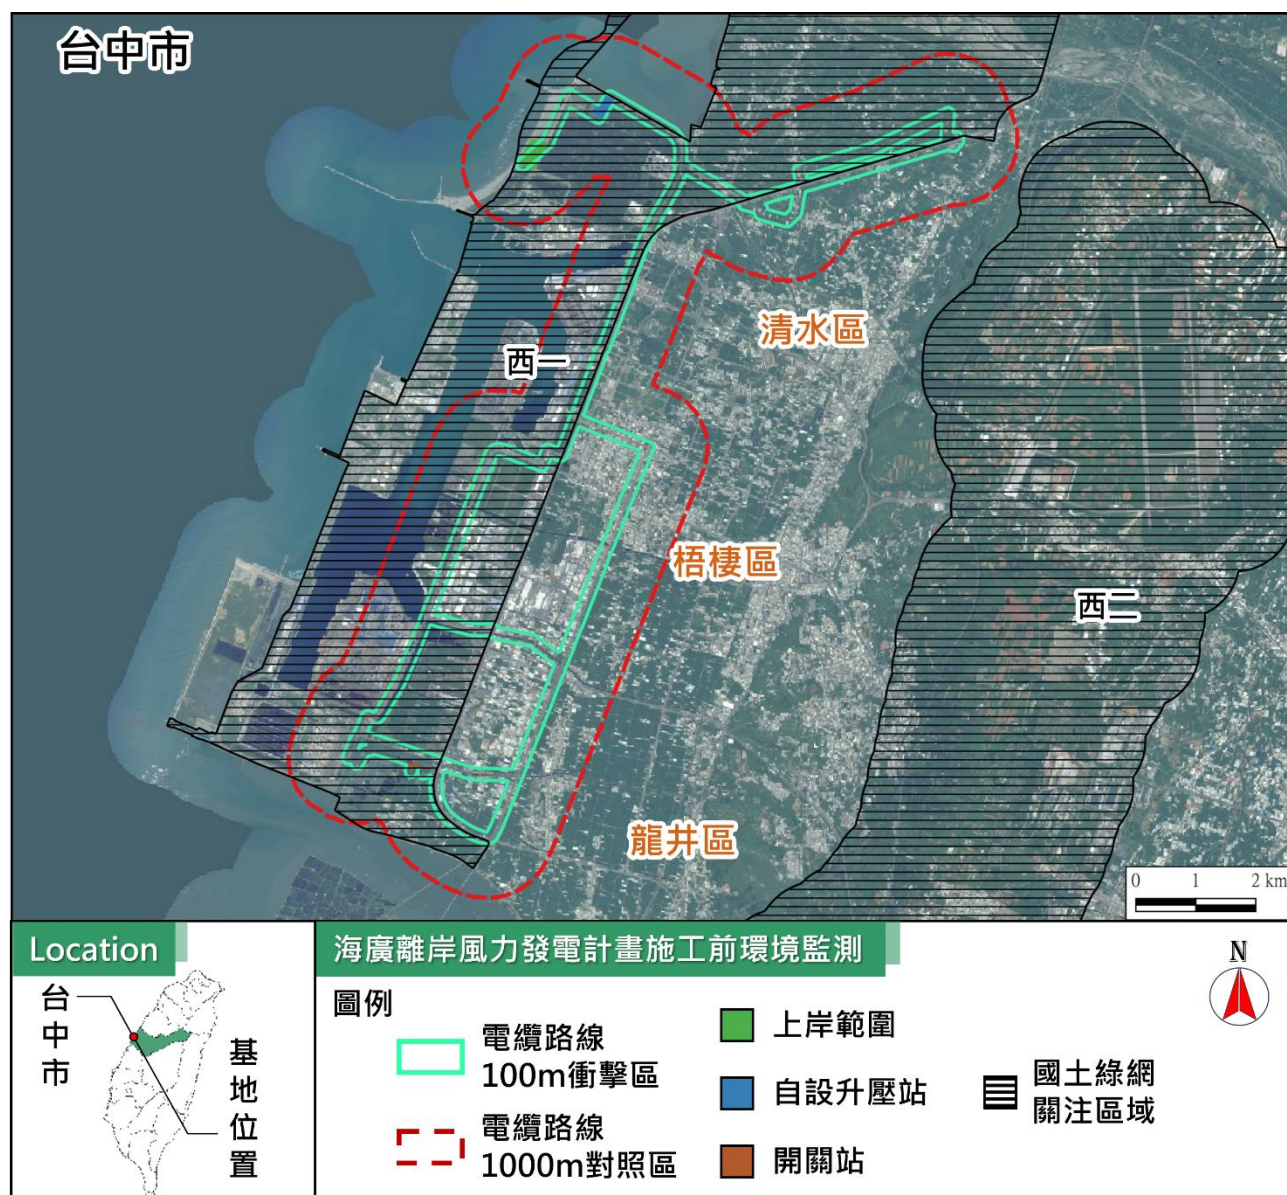 台中市
清水區
西一
梧棲區
西二
龍井區
0 1 2 km
Location
台中市
基地位置
海廣離岸風力發電計畫施工前環境監測
圖例
電纜路線
100m衝擊區
電纜路線
1000m對照區
上岸範圍
自設升壓站
開關站
國土綠網
關注區域
N